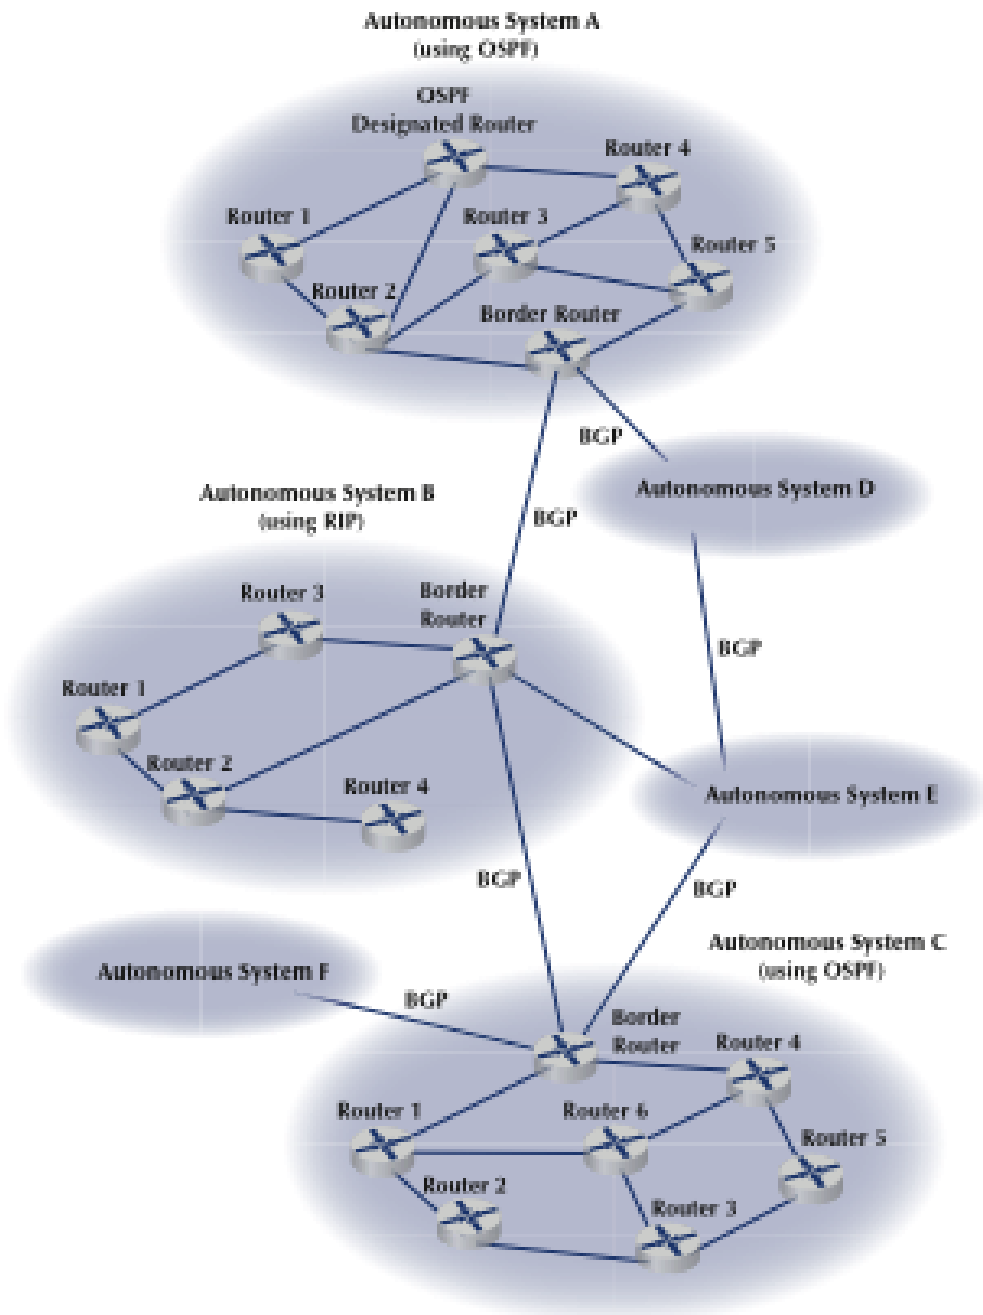 Autonomous System A
(using OSPF)
OSPF
Designated Router
Router 4
Router 1
Router 3
Router 5
Router 2
Border Router
BGP
Autonomous System D
Autonomous System B
(using RIP)
BGP
Router 3
Border
Router
BGP
Router 1
Router 2
Router 4
Autonomous System E
BGP
BGP
Autonomous System C
(using OSPF)
Autonomous System F
BGP
Border
Router
Router 4
Router 1
Router 6
Router 5
Router 2
Router 3